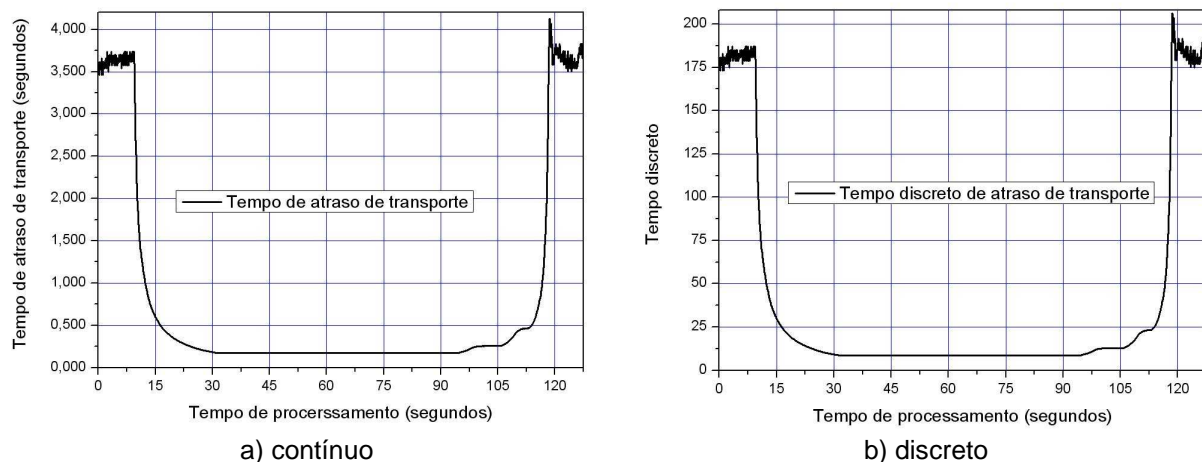 Tempo de atraso de transporte (segundos)
4,000
3,500
3,000
2,500
2,000
1,500
1,000
0,500
0,000
Tempo de atraso de transporte
0 15 30 45 60 75 90 105 120
Tempo de procerssamento (segundos)
a) contínuo
Tempo discreto
200
175
150
125
100
75
50
25
0
Tempo discreto de atraso de transporte
0 15 30 45 60 75 90 105 120
Tempo de processamento (segundos)
b) discreto